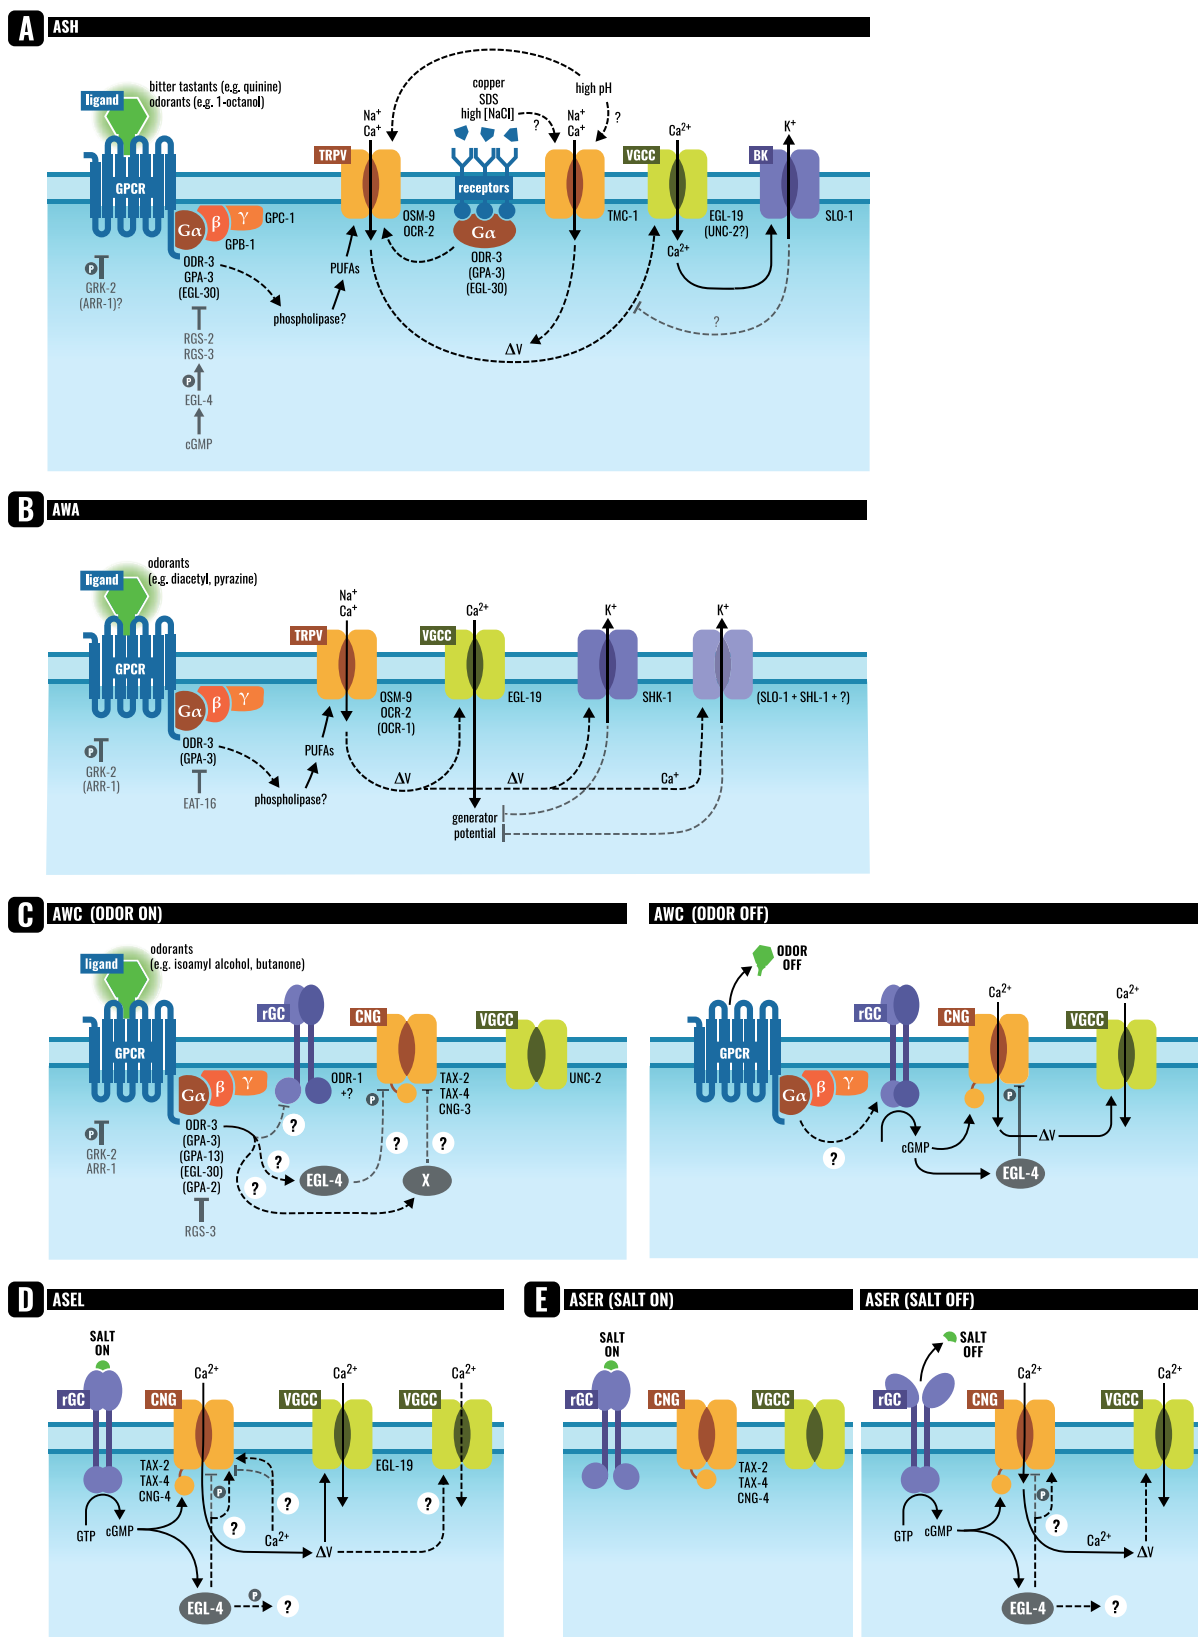 A ASH
bitter tastants (e.g. quinine)
odorants (e.g. 1-octanol)
ligand
GPCR
Gα
β
γ
GPC-1
GPB-1
ODR-3
GPA-3
(EGL-30)
P
GRK-2
(ARR-1)?
RGS-2
RGS-3
P
EGL-4
cGMP
phospholipase?
PUFAs
Na+
Ca+
TRPV
OSM-9
OCR-2
copper
SDS
high [NaCl]
?
receptors
Gα
ODR-3
(GPA-3)
(EGL-30)
high pH
?
Na+
Ca+
TMC-1
Ca2+
VGCC
EGL-19
(UNC-2?)
Ca2+
K+
BK
SLO-1
?
ΔV
B AWA
odorants
(e.g. diacetyl, pyrazine)
ligand
GPCR
Gα
β
γ
ODR-3
(GPA-3)
P
GRK-2
(ARR-1)
EAT-16
phospholipase?
PUFAs
Na+
Ca+
TRPV
OSM-9
OCR-2
(OCR-1)
Ca2+
VGCC
EGL-19
K+
SHK-1
K+
(SLO-1 + SHL-1 + ?)
ΔV
ΔV
Ca+
generator
potential
C AWC (ODOR ON)
odorants
(e.g. isoamyl alcohol, butanone)
ligand
GPCR
Gα
β
γ
ODR-3
(GPA-3)
(GPA-13)
(EGL-30)
(GPA-2)
P
GRK-2
ARR-1
RGS-3
rGC
ODR-1
+?
CNG
TAX-2
TAX-4
CNG-3
P
VGCC
UNC-2
?
?
?
?
?
EGL-4
X
AWC (ODOR OFF)
ODOR
OFF
GPCR
Gα
β
γ
?
rGC
cGMP
CNG
Ca2+
P
EGL-4
ΔV
VGCC
Ca2+
D ASEL
SALT
ON
rGC
GTP
cGMP
Ca2+
CNG
TAX-2
TAX-4
CNG-4
P
?
?
Ca2+
Ca2+
VGCC
EGL-19
ΔV
Ca2+
VGCC
?
EGL-4
P
?
E ASER (SALT ON)
SALT
ON
rGC
CNG
TAX-2
TAX-4
CNG-4
VGCC
ASER (SALT OFF)
SALT
OFF
rGC
GTP
cGMP
Ca2+
CNG
P
?
Ca2+
ΔV
Ca2+
VGCC
EGL-4
?